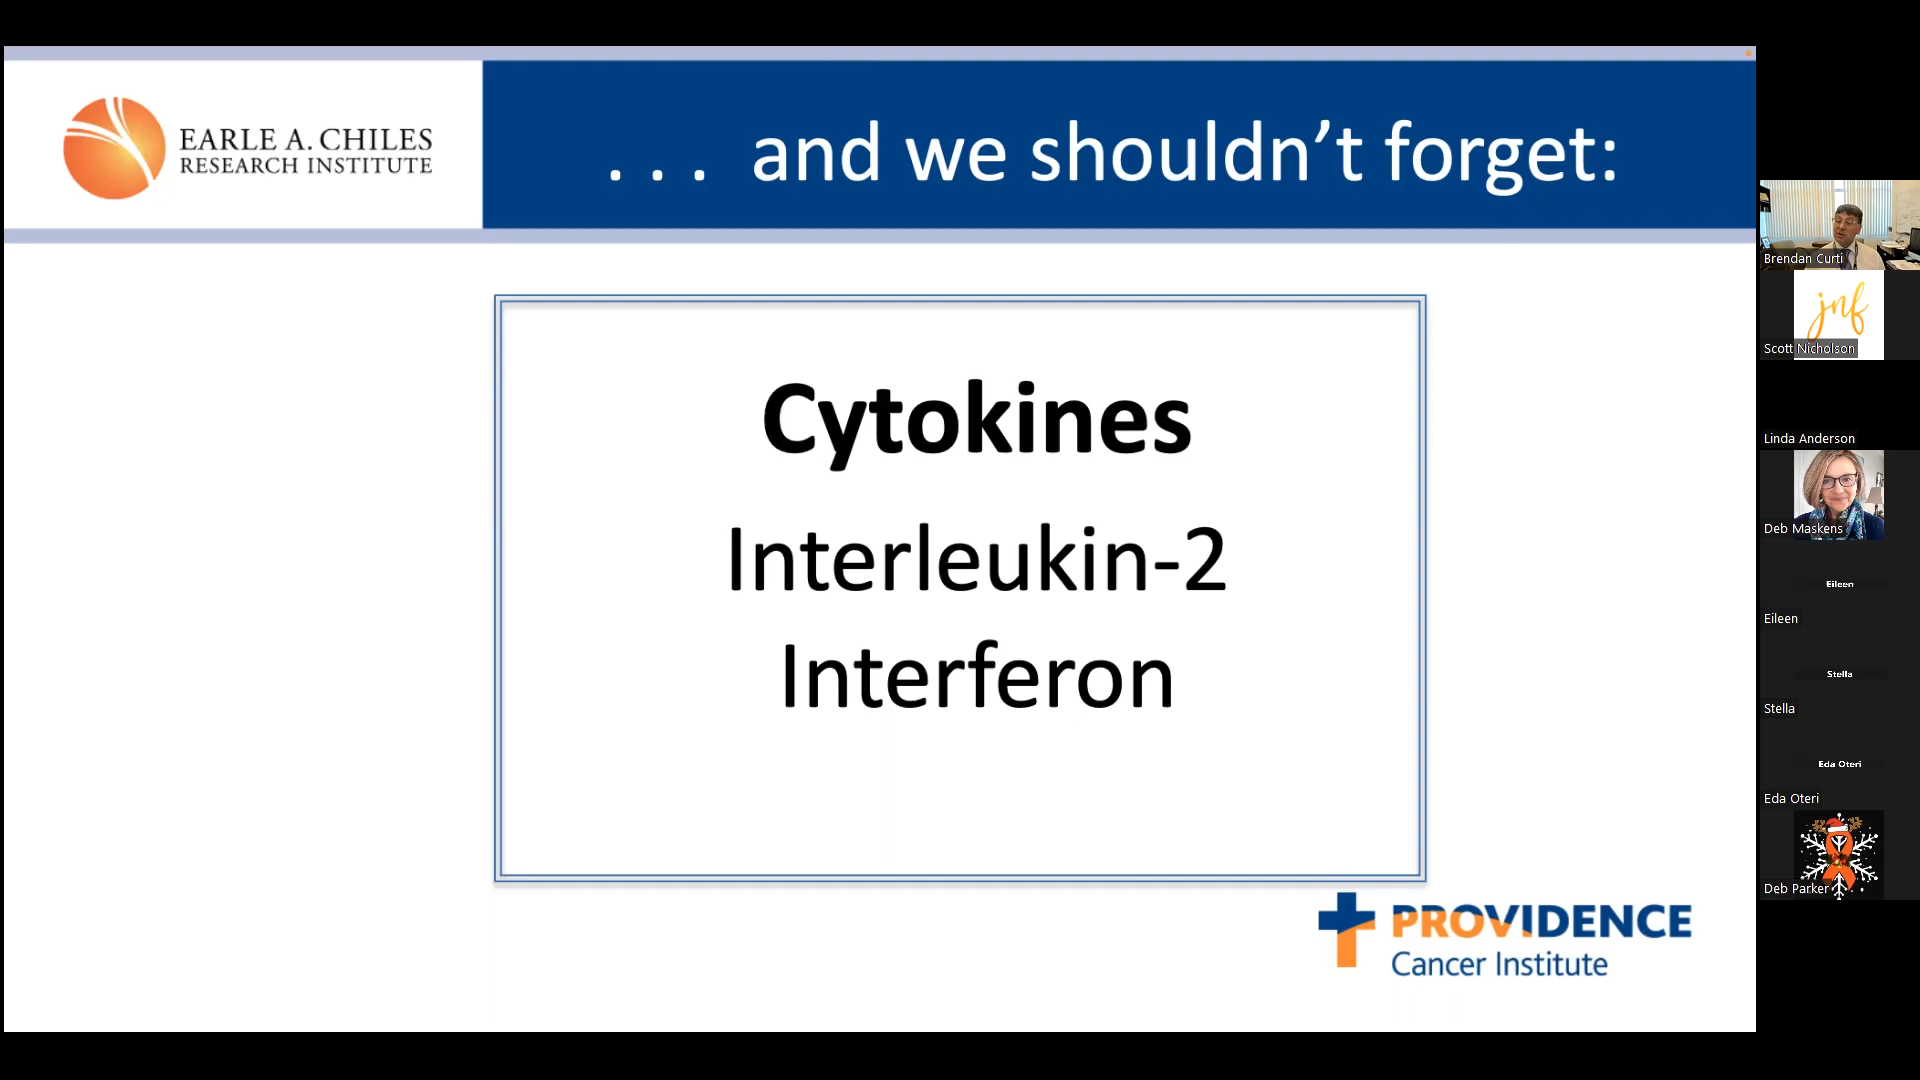 EARLE A. CHILES
RESEARCH INSTITUTE
. . . and we shouldn’t forget:
Cytokines
Interleukin-2
Interferon
PROVIDENCE
Cancer Institute
Brendan Curti
jnf
Scott Nicholson
Linda Anderson
Deb Maskens
Eileen
Eileen
Stella
Stella
Eda Oteri
Eda Oteri
Deb Parker